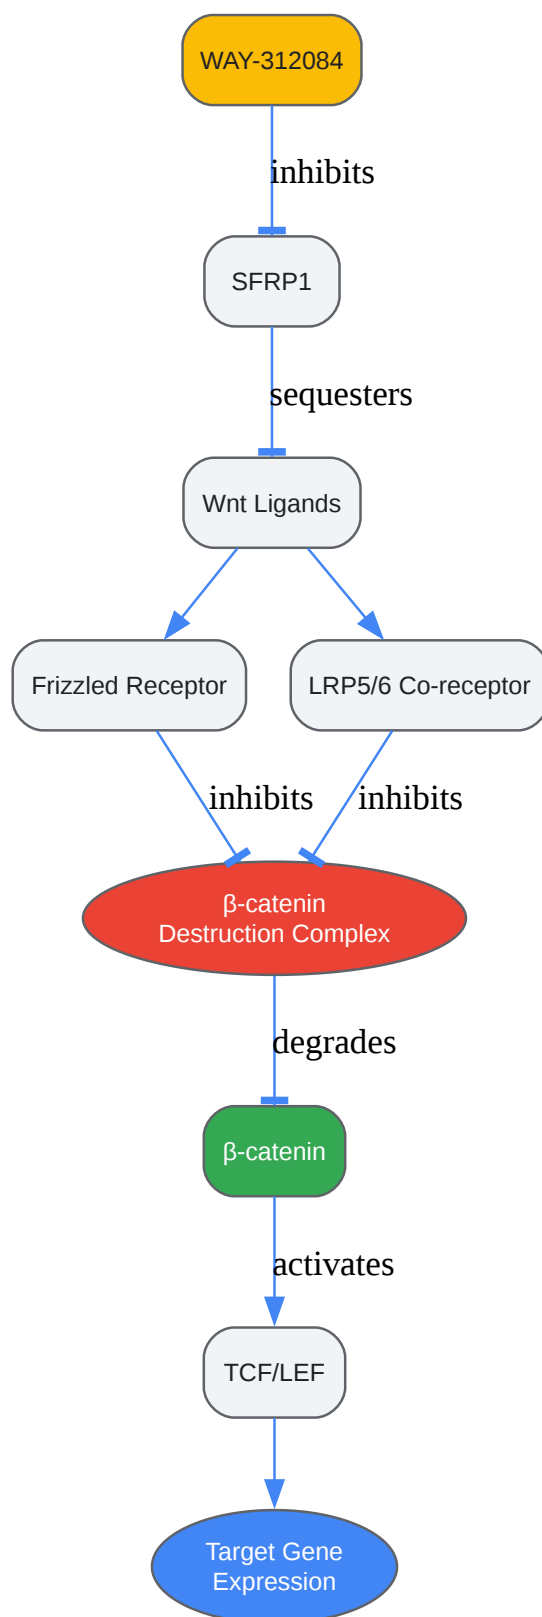 WAY-312084
inhibits
SFRP1
sequesters
Wnt Ligands
Frizzled Receptor
LRP5/6 Co-receptor
inhibits
inhibits
β-catenin
Destruction Complex
degrades
β-catenin
activates
TCF/LEF
Target Gene
Expression